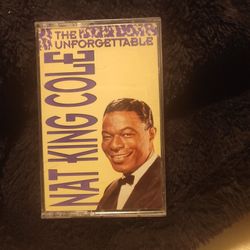 THE
UNFORGETTABLE
NAT KING COLE